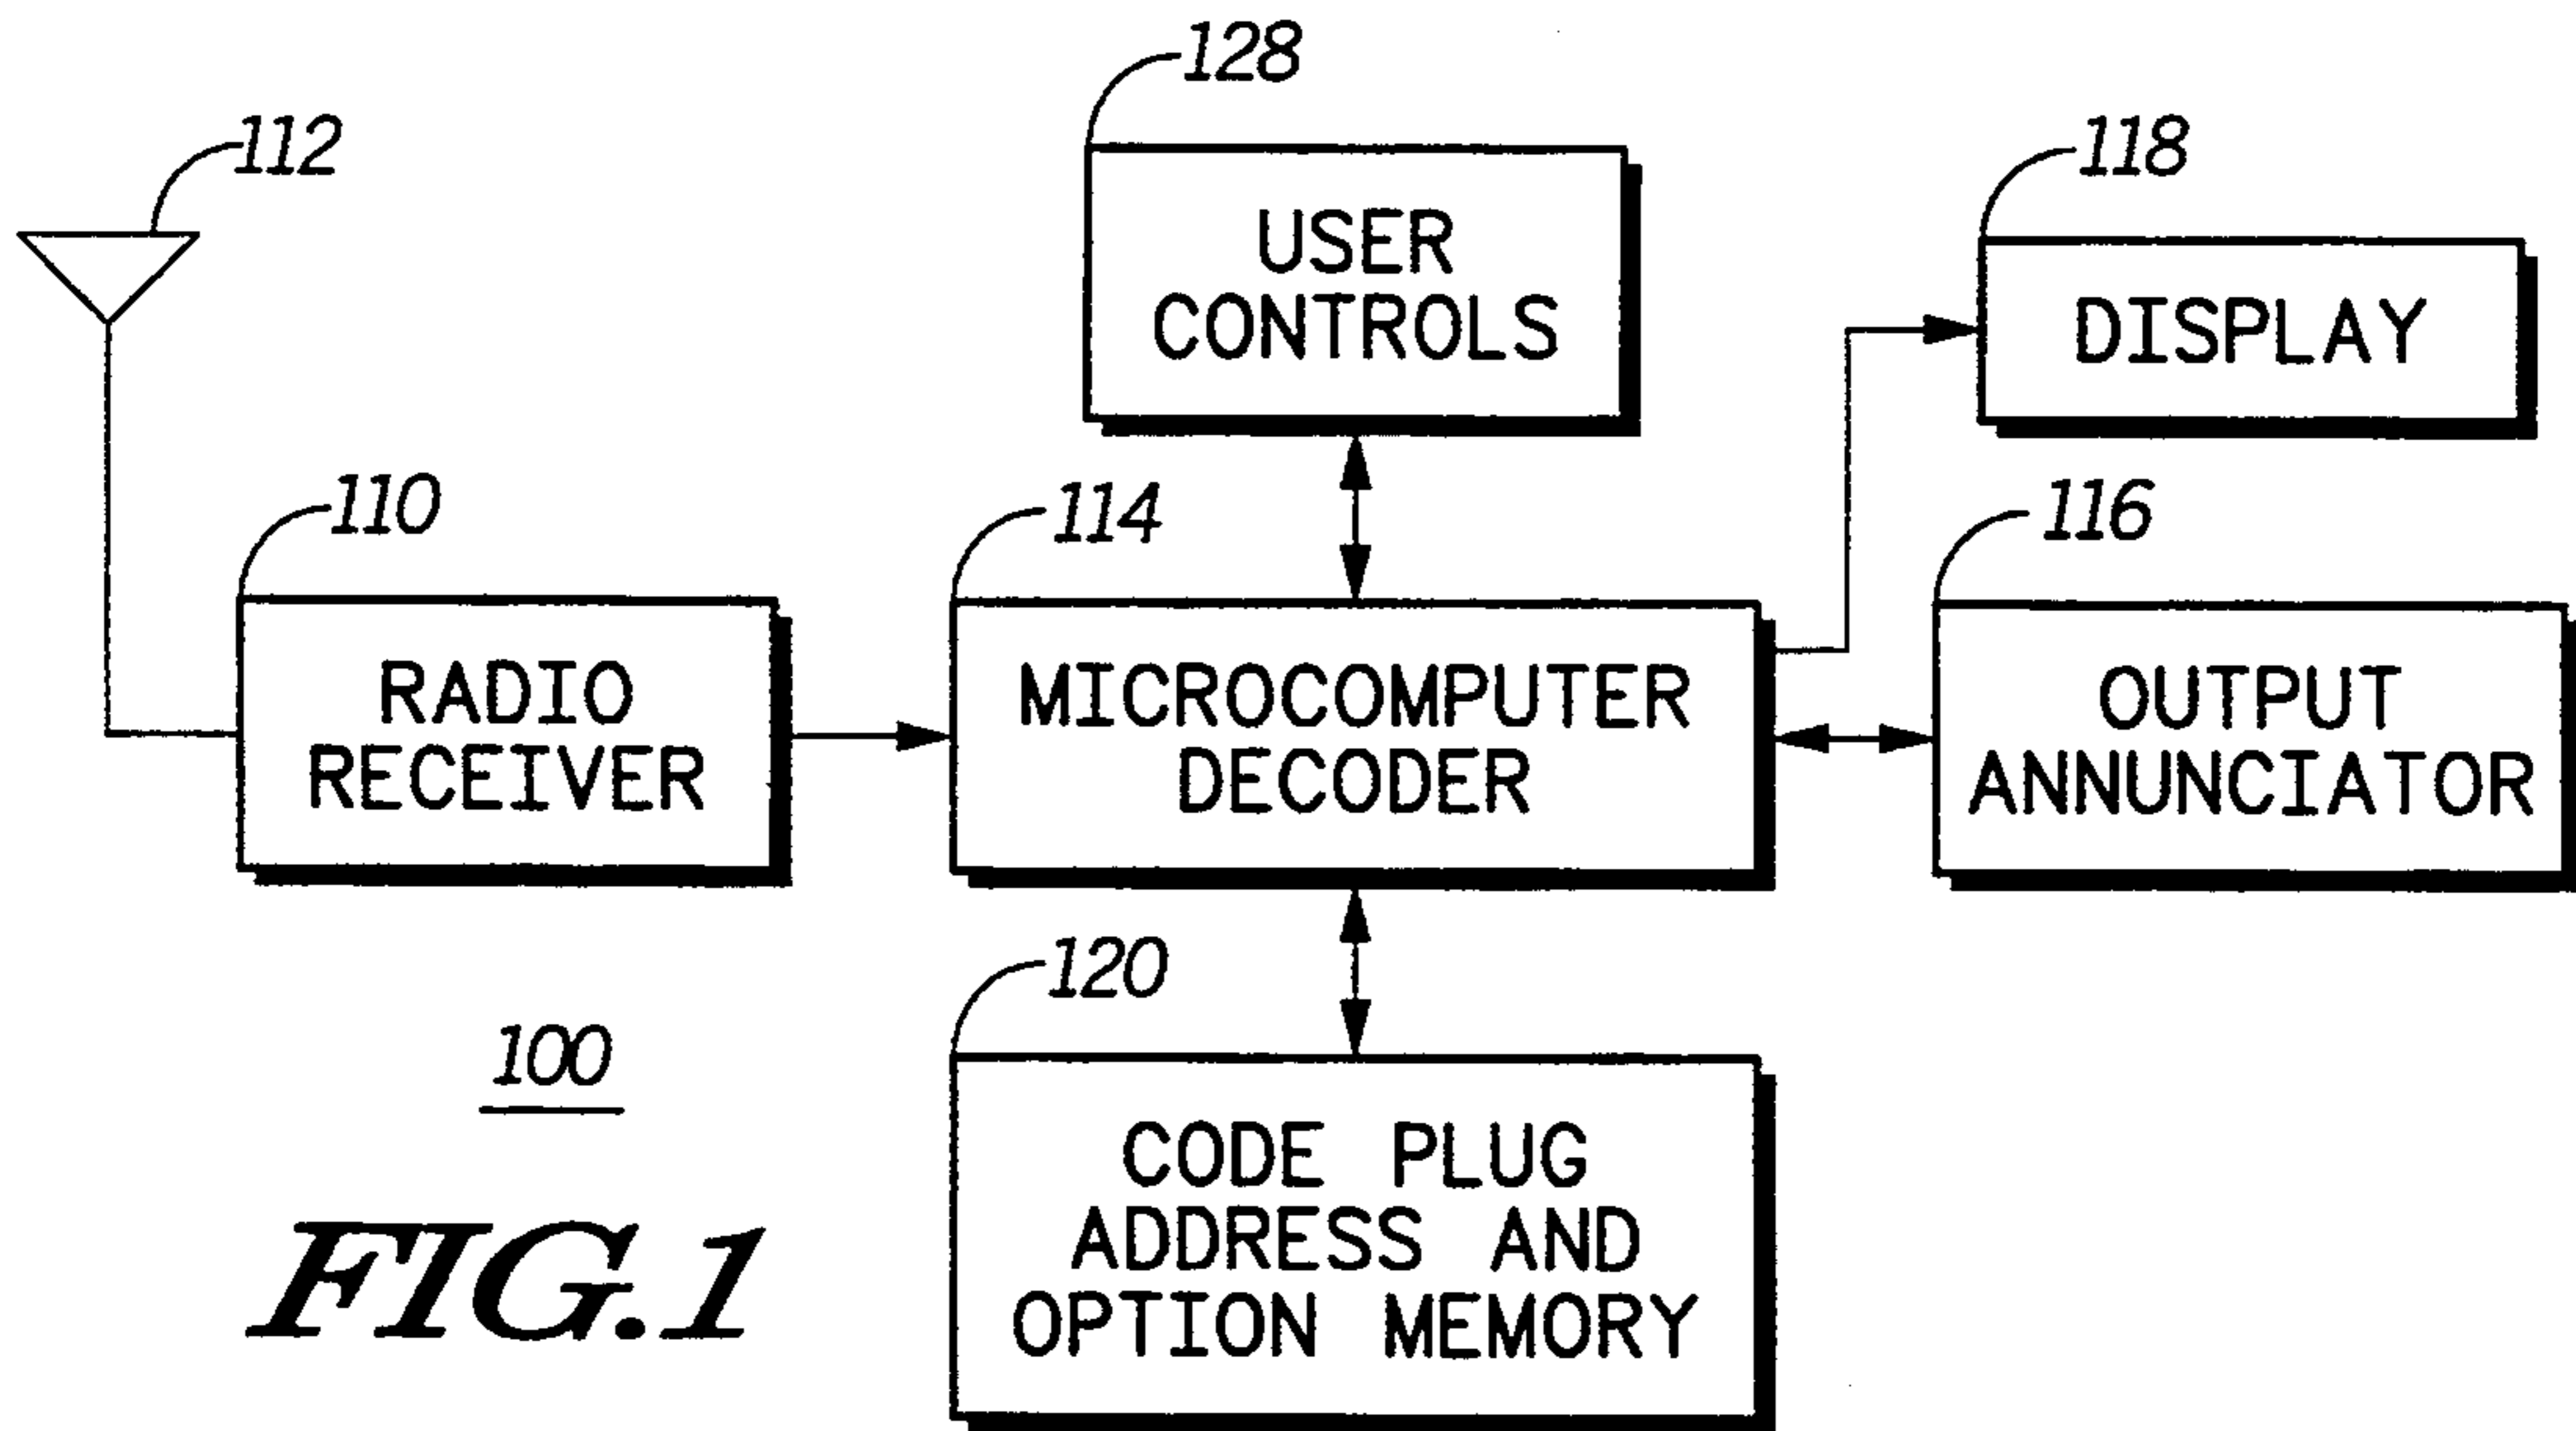 128
112
USER
CONTROLS
118
DISPLAY
110
RADIO
RECEIVER
114
MICROCOMPUTER
DECODER
116
OUTPUT
ANNUNCIATOR
120
CODE PLUG
ADDRESS AND
OPTION MEMORY
100
FIG.1